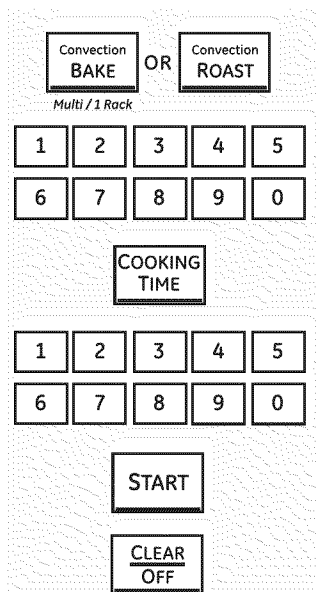 Convection Convection
BAKE OR ROAST
Multi / 1 Rack
1 2 3 4 5
6 7 8 9 0
COOKING
TIME
1 2 3 4 5
6 7 8 9 0
START
CLEAR
OFF